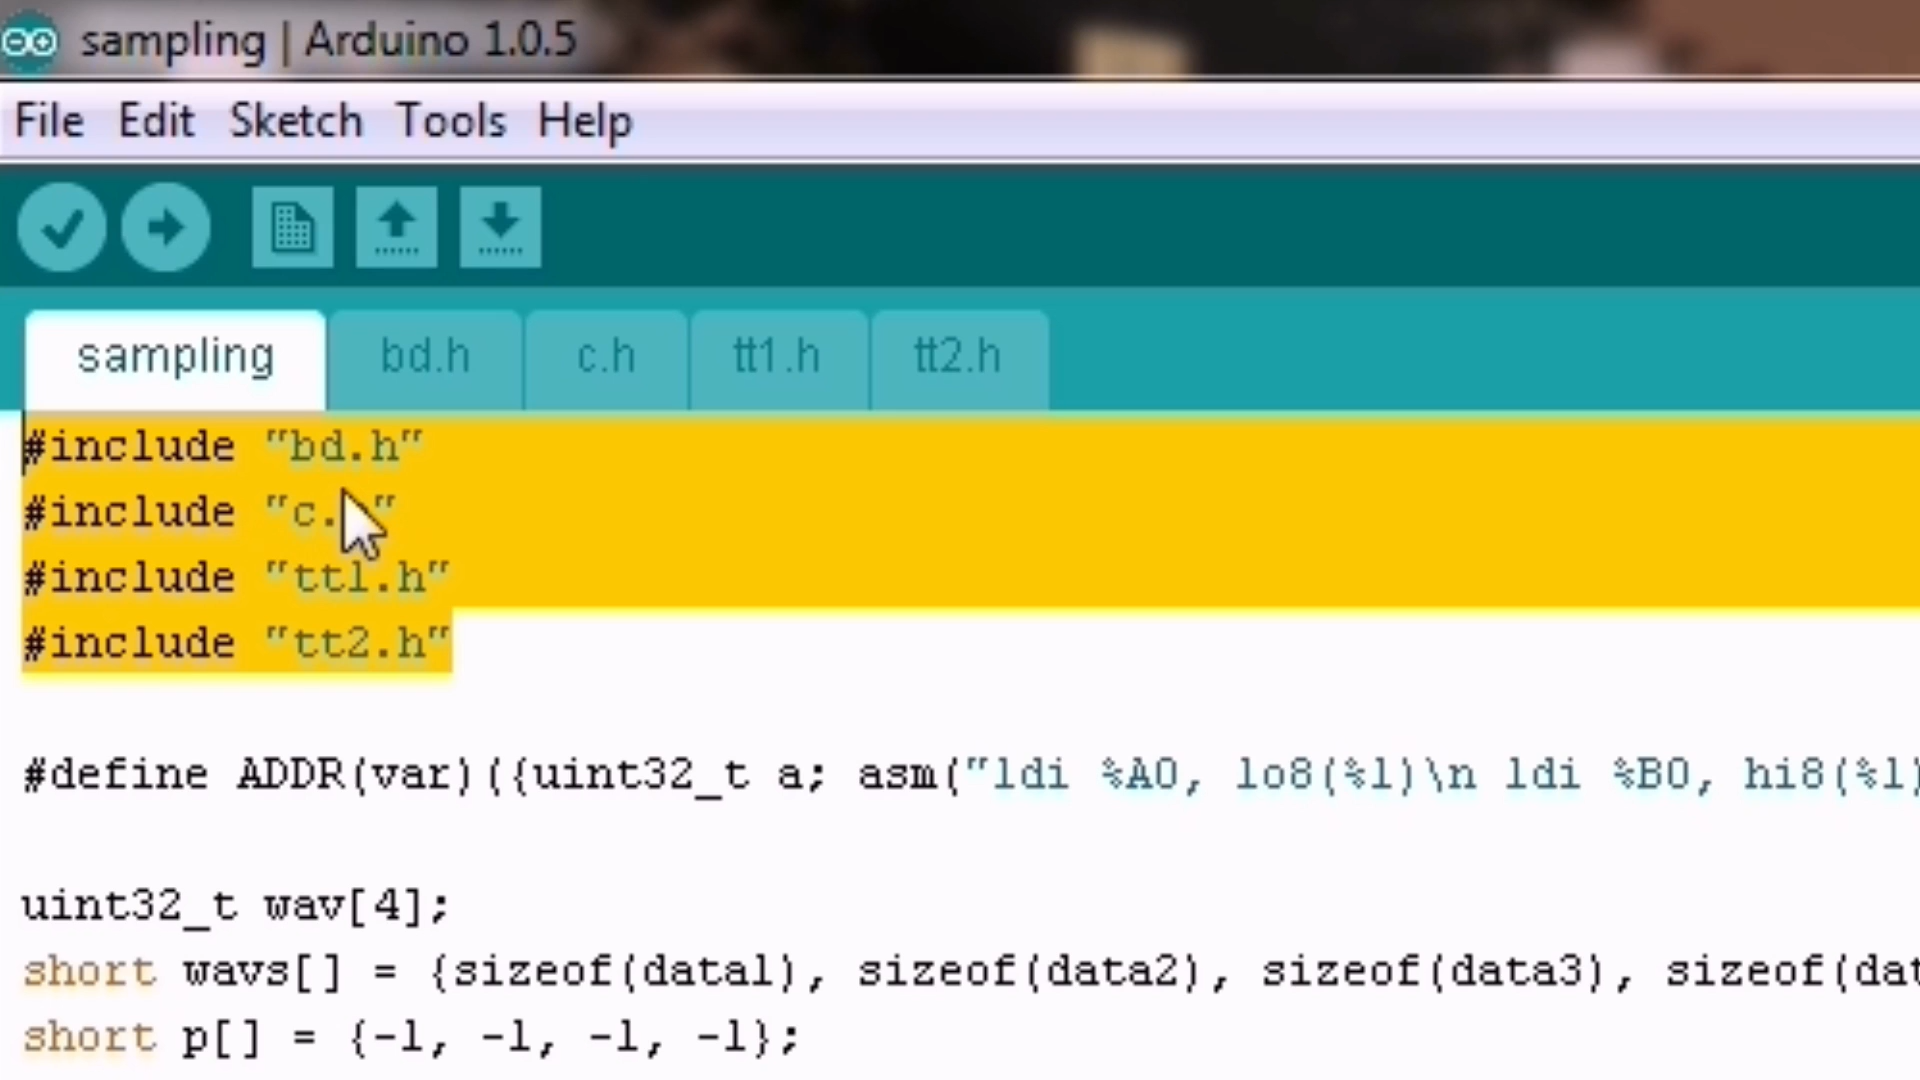 sampling | Arduino 1.0.5
File Edit Sketch Tools Help
sampling bd.h c.h tt1.h tt2.h
#include "bd.h"
#include "c. "
#include "tt1.h"
#include "tt2.h"
#define ADDR(var)({uint32_t a; asm("ldi %A0, lo8(%1)\n ldi %B0, hi8(%1)
uint32_t wav[4];
short wavs[] = {sizeof(data1), sizeof(data2), sizeof(data3), sizeof(dat
short p[] = {-1, -1, -1, -1};